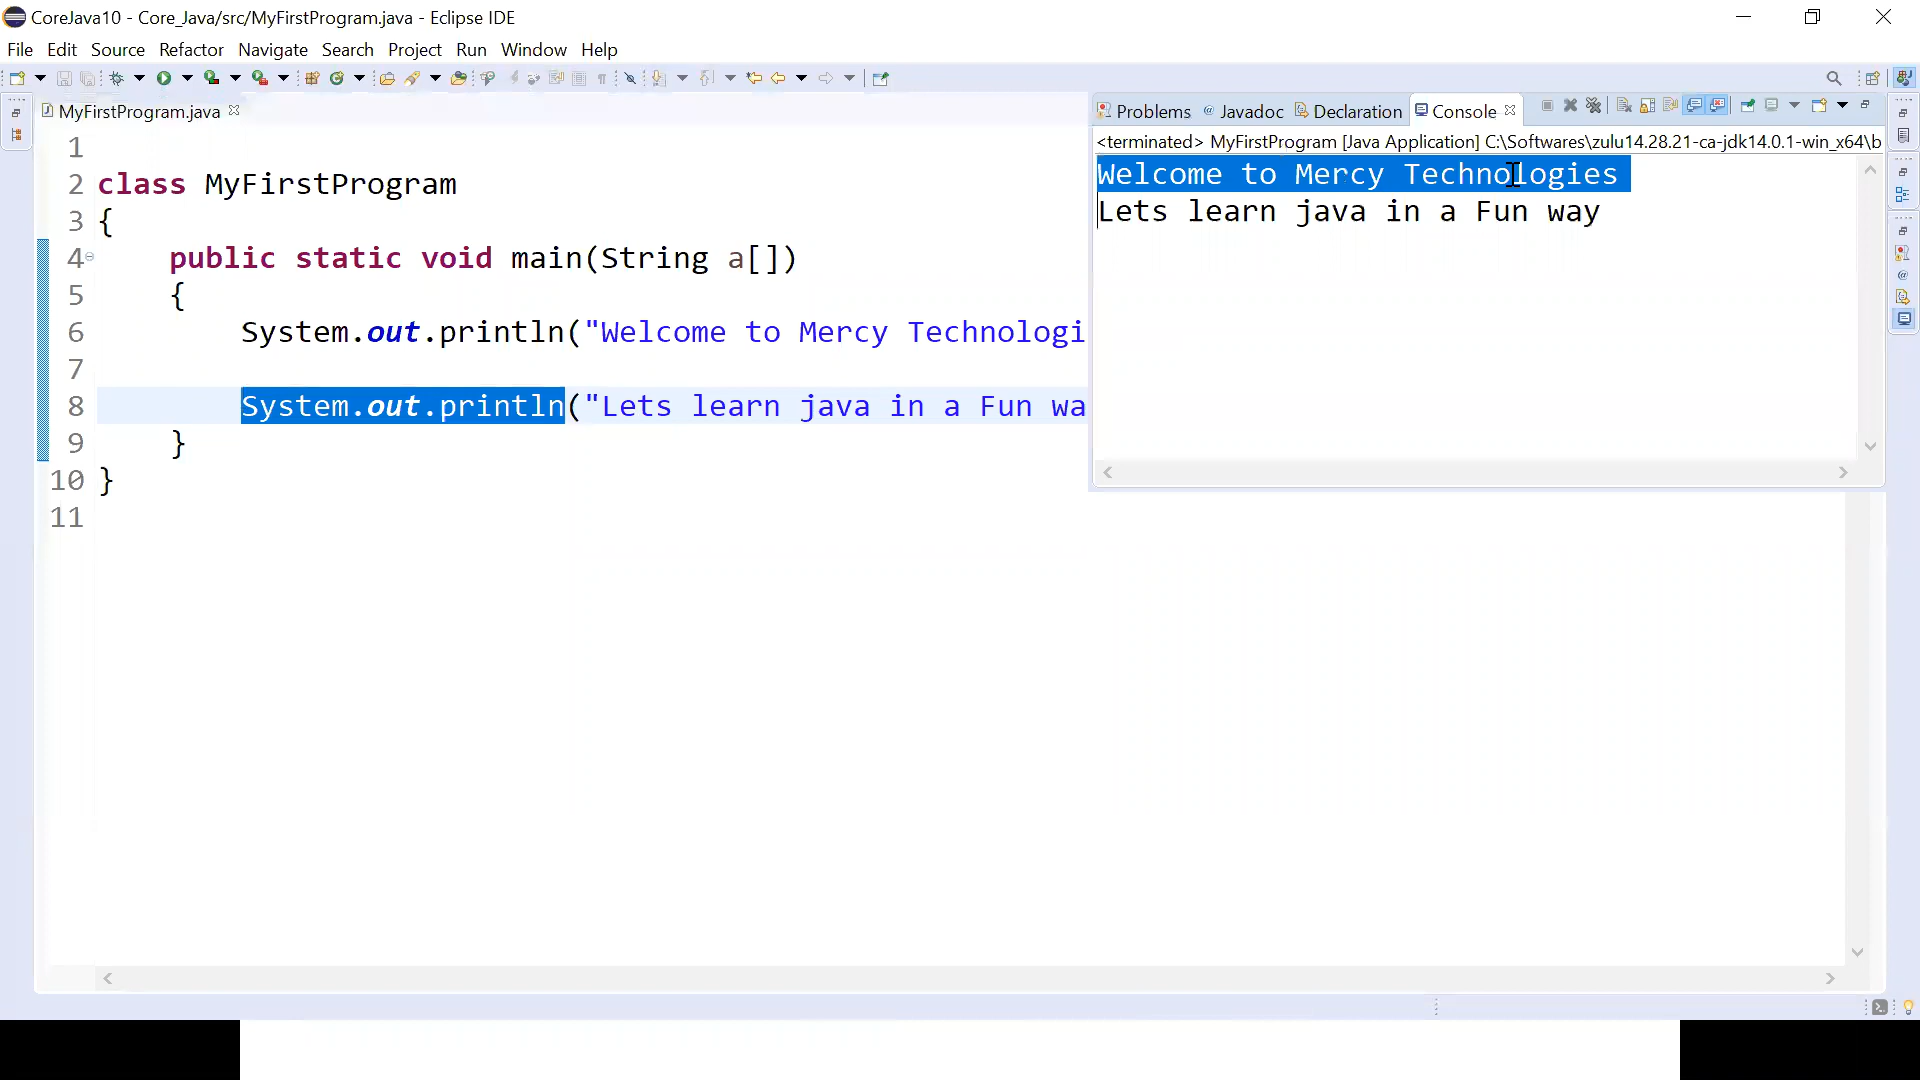 CoreJava10 - Core_Java/src/MyFirstProgram.java - Eclipse IDE
File Edit Source Refactor Navigate Search Project Run Window Help
MyFirstProgram.java
1
2 class MyFirstProgram
3 {
4 public static void main(String a[])
5 {
6 System.out.println("Welcome to Mercy Technologi
7
8 System.out.println("Lets learn java in a Fun wa
9 }
10 }
11
Problems @ Javadoc Declaration Console
<terminated> MyFirstProgram [Java Application] C:\Softwares\zulu14.28.21-ca-jdk14.0.1-win_x64\b
Welcome to Mercy Technologies
Lets learn java in a Fun way